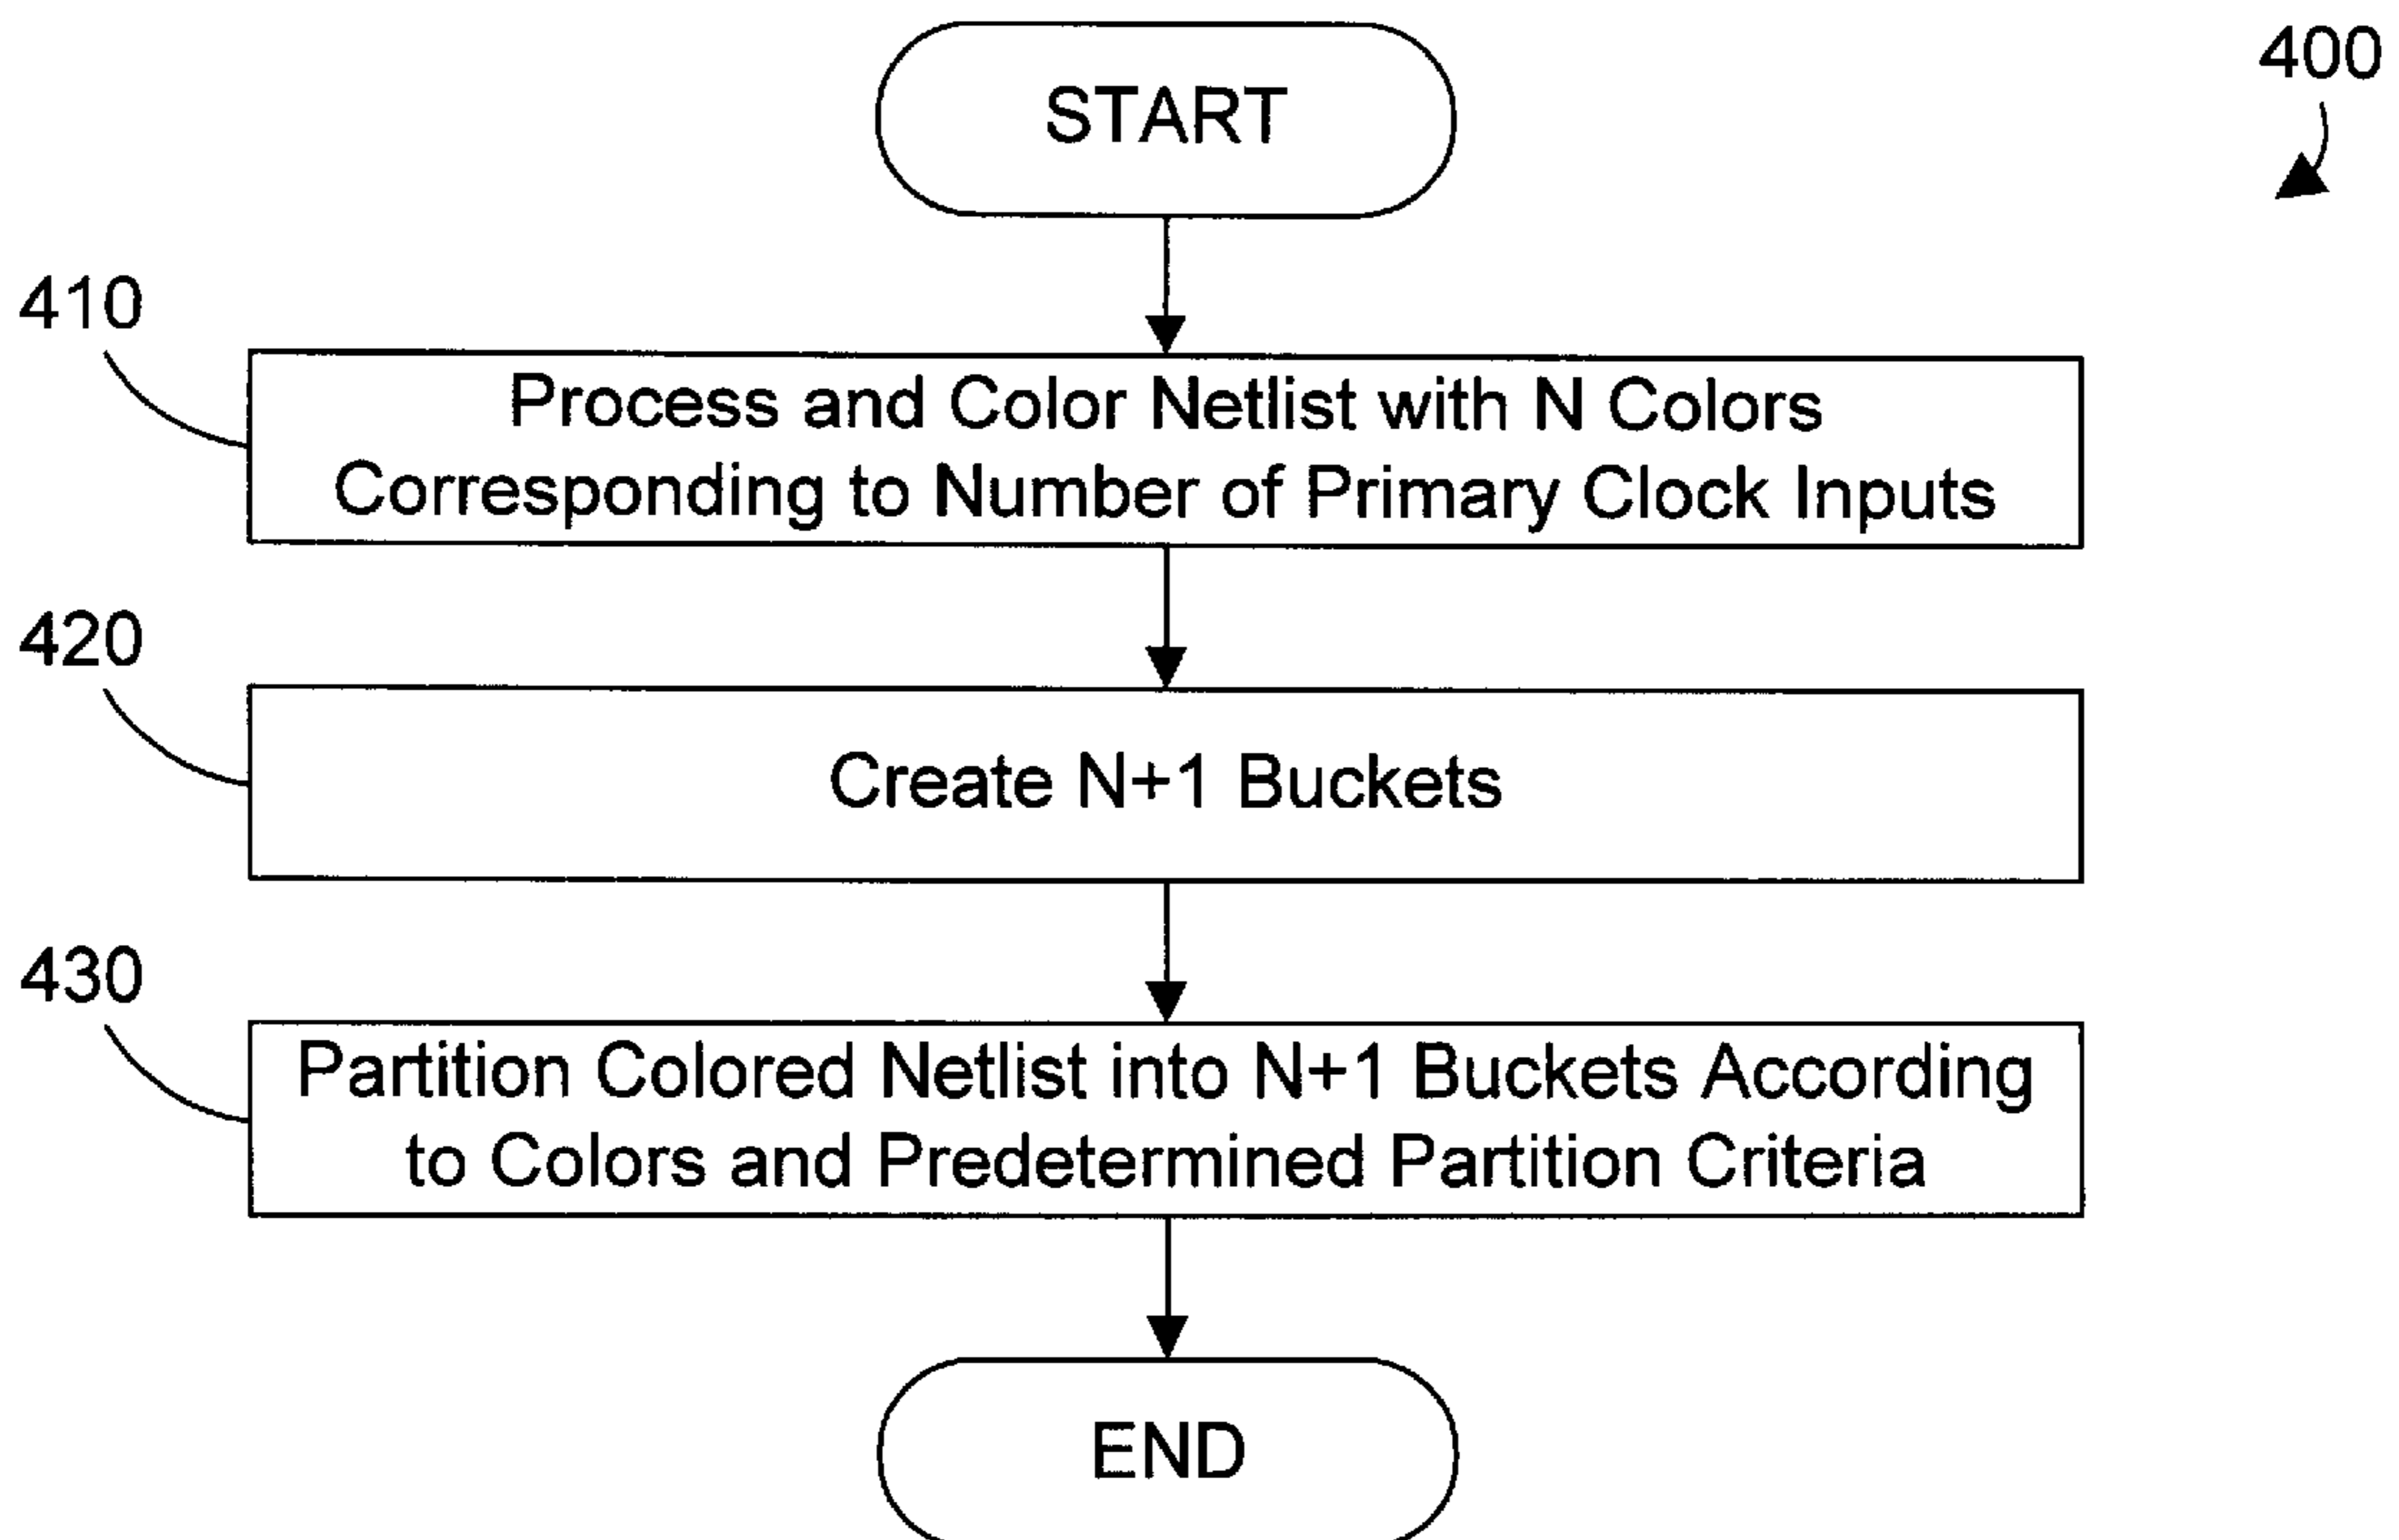 START
400
410
Process and Color Netlist with N Colors
Corresponding to Number of Primary Clock Inputs
420
Create N+1 Buckets
430
Partition Colored Netlist into N+1 Buckets According
to Colors and Predetermined Partition Criteria
END